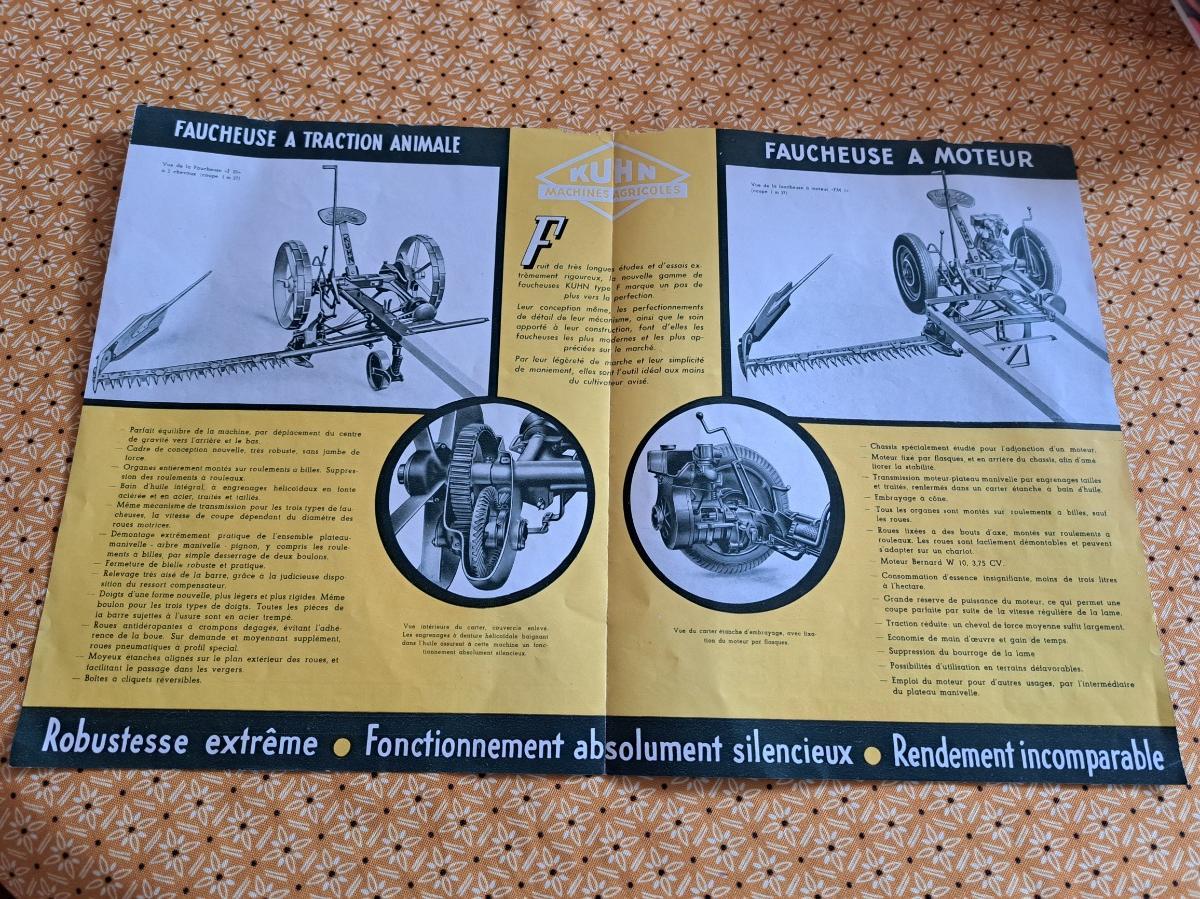 FAUCHEUSE A TRACTION ANIMALE
Vue de la Faucheuse
à 2 chevaux (coupe 1 m 37)
KUHN
MACHINES AGRICOLES
Fruit de très longues études et d'essais ex-
trêmement rigoureux, la nouvelle gamme de
faucheuses KUHN type F marque un pas de
plus vers la perfection.
Leur conception même, les perfectionnements
de détail de leur mécanisme, ainsi que le soin
apporté à leur construction, font d'elles les
faucheuses les plus modernes et les plus ap-
préciées sur le marché.
Par leur légèreté de marche et leur simplicité
de maniement, elles sont l'outil idéal aux mains
du cultivateur avisé.
FAUCHEUSE A MOTEUR
Vue de la faucheuse à moteur «FM
(coupe 1 m 37)
— Parfait équilibre de la machine, par déplacement du centre
de gravité vers l'arrière et le bas.
— Cadre de conception nouvelle, très robuste, sans jambe de
force.
— Organes entièrement montés sur roulements à billes. Suppres-
sion des roulements à rouleaux.
— Bain d'huile intégral, à engrenages hélicoïdaux en fonte
aciérée et en acier, traités et taillés.
— Même mécanisme de transmission pour les trois types de fau-
cheuses, la vitesse de coupe dépendant du diamètre des
roues motrices.
— Démontage extrêmement pratique de l'ensemble plateau-
manivelle - arbre manivelle - pignon, y compris les roule-
ments à billes, par simple desserrage de deux boulons.
— Fermeture de bielle robuste et pratique.
— Relevage très aisé de la barre, grâce à la judicieuse dispo-
sition du ressort compensateur.
— Doigts d'une forme nouvelle, plus légers et plus rigides. Même
boulon pour les trois types de doigts. Toutes les pièces de
la barre sujettes à l'usure sont en acier trempé.
— Roues antidérapantes à crampons dégagés, évitant l'adhé-
rence de la boue. Sur demande et moyennant supplément,
roues pneumatiques à profil spécial.
— Moyeux étanches alignés sur le plan extérieur des roues, et
facilitant le passage dans les vergers.
— Boîtes à cliquets réversibles.
Vue intérieure du carter, couvercle enlevé.
Les engrenages à denture hélicoïdale baignant
dans l'huile assurent à cette machine un fonc-
tionnement absolument silencieux.
Vue du carter étanche d'embrayage, avec fixa-
tion du moteur par flasques.
— Chassis spécialement étudié pour l'adjonction d'un moteur.
— Moteur fixé par flasques, et en arrière du chassis, afin d'amé
liorer la stabilité.
— Transmission moteur-plateau manivelle par engrenages taillés
et traités, renfermés dans un carter étanche à bain d'huile.
— Embrayage à cône.
— Tous les organes sont montés sur roulements à billes, sauf
les roues.
— Roues fixées à des bouts d'axe, montés sur roulements à
rouleaux. Les roues sont facilement démontables et peuvent
s'adapter sur un chariot.
— Moteur Bernard W 10, 3,75 CV.
— Consommation d'essence insignifiante, moins de trois litres
à l'hectare.
— Grande réserve de puissance du moteur, ce qui permet une
coupe parfaite par suite de la vitesse régulière de la lame.
— Traction réduite: un cheval de force moyenne suffit largement.
— Economie de main d'œuvre et gain de temps.
— Suppression du bourrage de la lame
— Possibilités d'utilisation en terrains défavorables.
— Emploi du moteur pour d'autres usages, par l'intermédiaire
du plateau manivelle.
Robustesse extrême ● Fonctionnement absolument silencieux ● Rendement incomparable